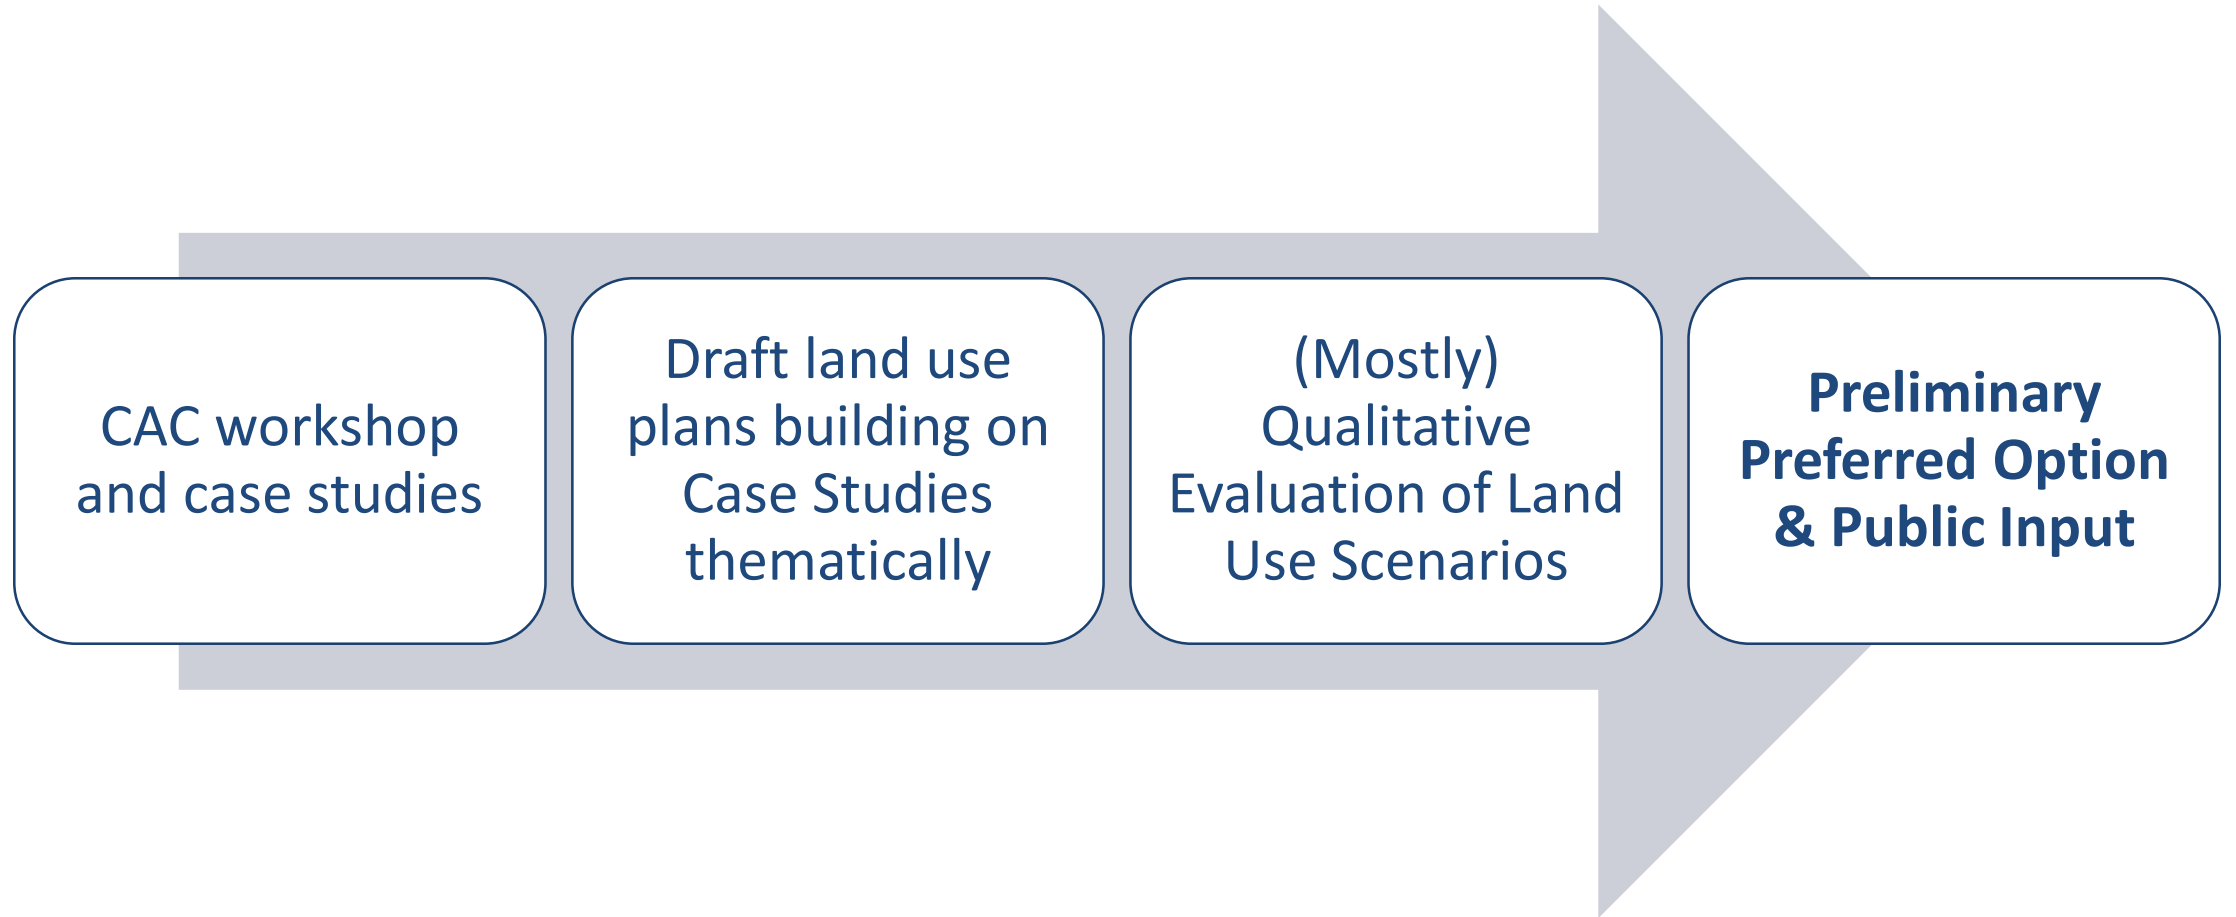 CAC workshop
and case studies
Draft land use
plans building on
Case Studies
thematically
(Mostly)
Qualitative
Evaluation of Land
Use Scenarios
Preliminary
Preferred Option
& Public Input